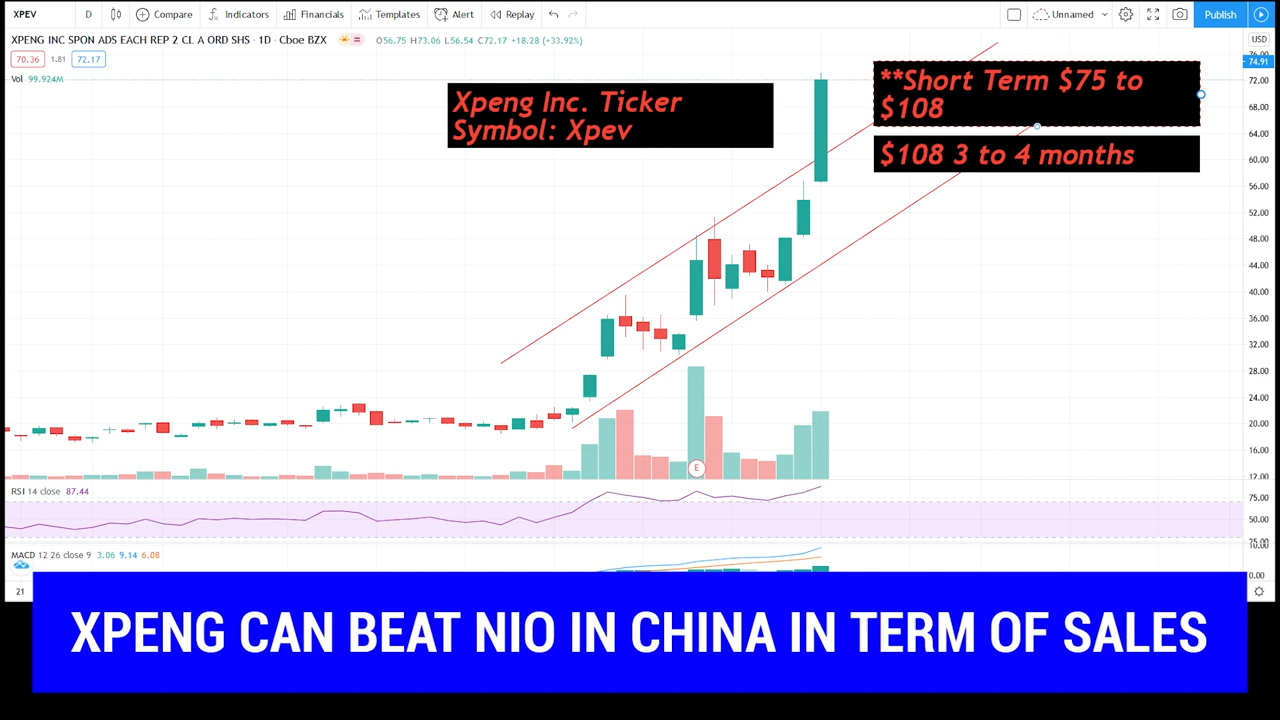 XPEV D Compare Indicators Financials Templates Alert Replay Unnamed Publish
XPENG INC SPON ADS EACH REP 2 CL A ORD SHS · 1D · Cboe BZX O56.75 H73.06 L56.54 C72.17 +18.28 (+33.92%)
USD
70.36 1.81 72.17
Vol 99.924M
76.00
74.91
72.00
68.00
64.00
60.00
56.00
52.00
48.00
44.00
40.00
36.00
32.00
28.00
24.00
20.00
16.00
12.00
Xpeng Inc. Ticker
Symbol: Xpev
**Short Term $75 to
$108
$108 3 to 4 months
E
RSI 14 close 87.44
75.00
50.00
25.00
MACD 12 26 close 9 3.06 9.14 6.08
10.00
0.00
21
XPENG CAN BEAT NIO IN CHINA IN TERM OF SALES